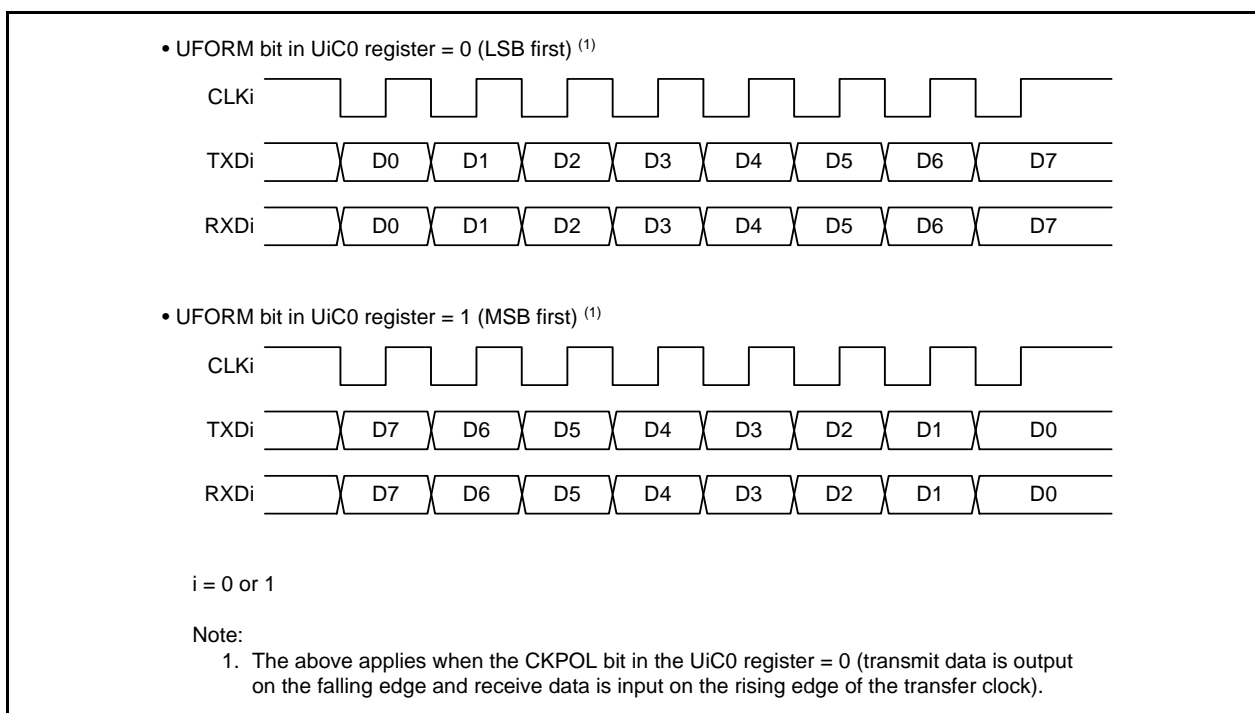 • UFORM bit in UiC0 register = 0 (LSB first) (1)
CLKi
TXDi D0 D1 D2 D3 D4 D5 D6 D7
RXDi D0 D1 D2 D3 D4 D5 D6 D7
• UFORM bit in UiC0 register = 1 (MSB first) (1)
CLKi
TXDi D7 D6 D5 D4 D3 D2 D1 D0
RXDi D7 D6 D5 D4 D3 D2 D1 D0
i = 0 or 1
Note:
1. The above applies when the CKPOL bit in the UiC0 register = 0 (transmit data is output
on the falling edge and receive data is input on the rising edge of the transfer clock).